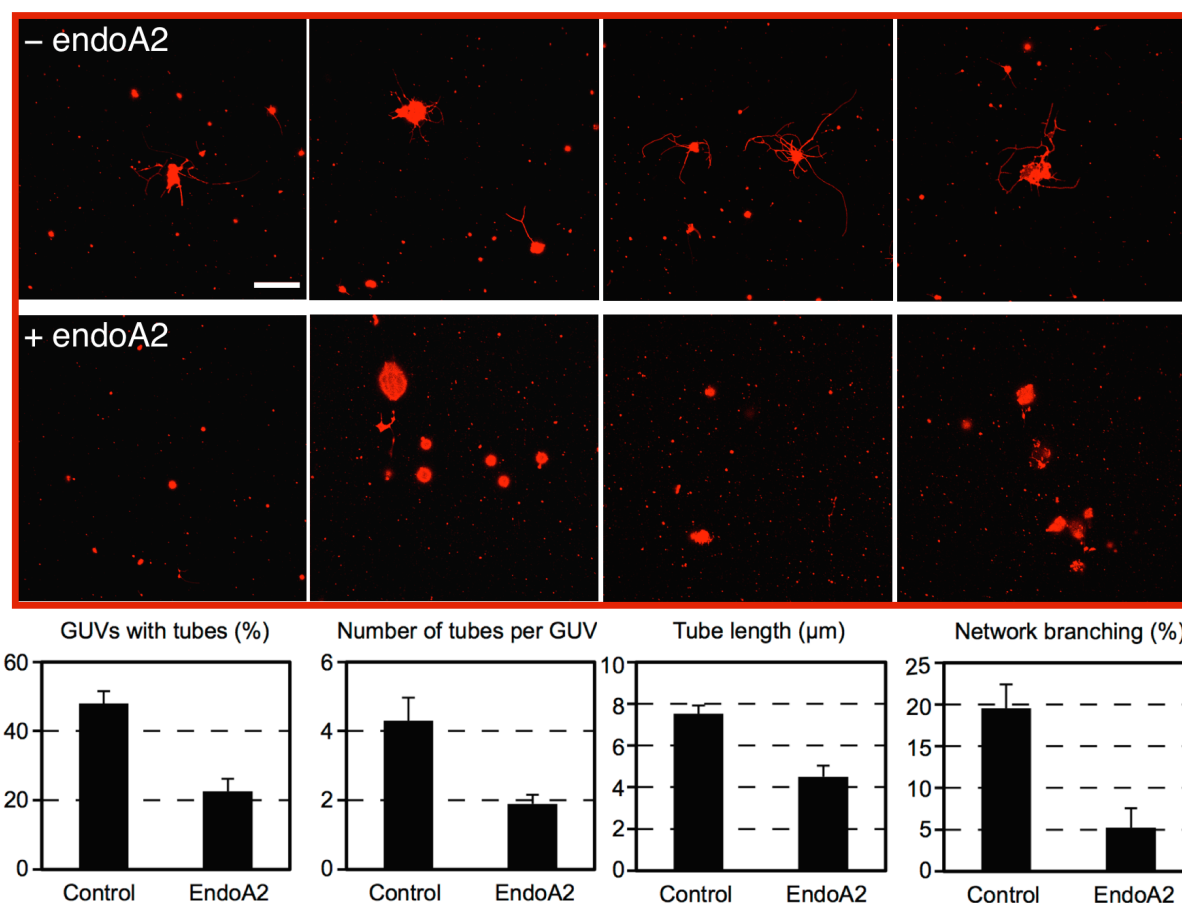 – endoA2
+ endoA2
GUVs with tubes (%)
60
40
20
0
Control EndoA2
Number of tubes per GUV
6
4
2
0
Control EndoA2
Tube length (μm)
10
8
6
4
2
0
Control EndoA2
Network branching (%)
25
20
15
10
5
0
Control EndoA2